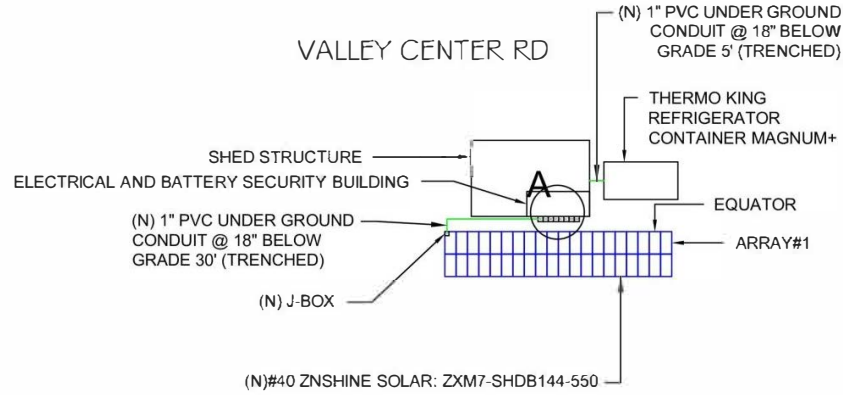 (N) 1" PVC UNDER GROUND
CONDUIT @ 18" BELOW
GRADE 5' (TRENCHED)
VALLEY CENTER RD
THERMO KING
REFRIGERATOR
CONTAINER MAGNUM+
SHED STRUCTURE
ELECTRICAL AND BATTERY SECURITY BUILDING
A
EQUATOR
(N) 1" PVC UNDER GROUND
CONDUIT @ 18" BELOW
GRADE 30' (TRENCHED)
ARRAY#1
(N) J-BOX
(N)#40 ZNSHINE SOLAR: ZXM7-SHDB144-550